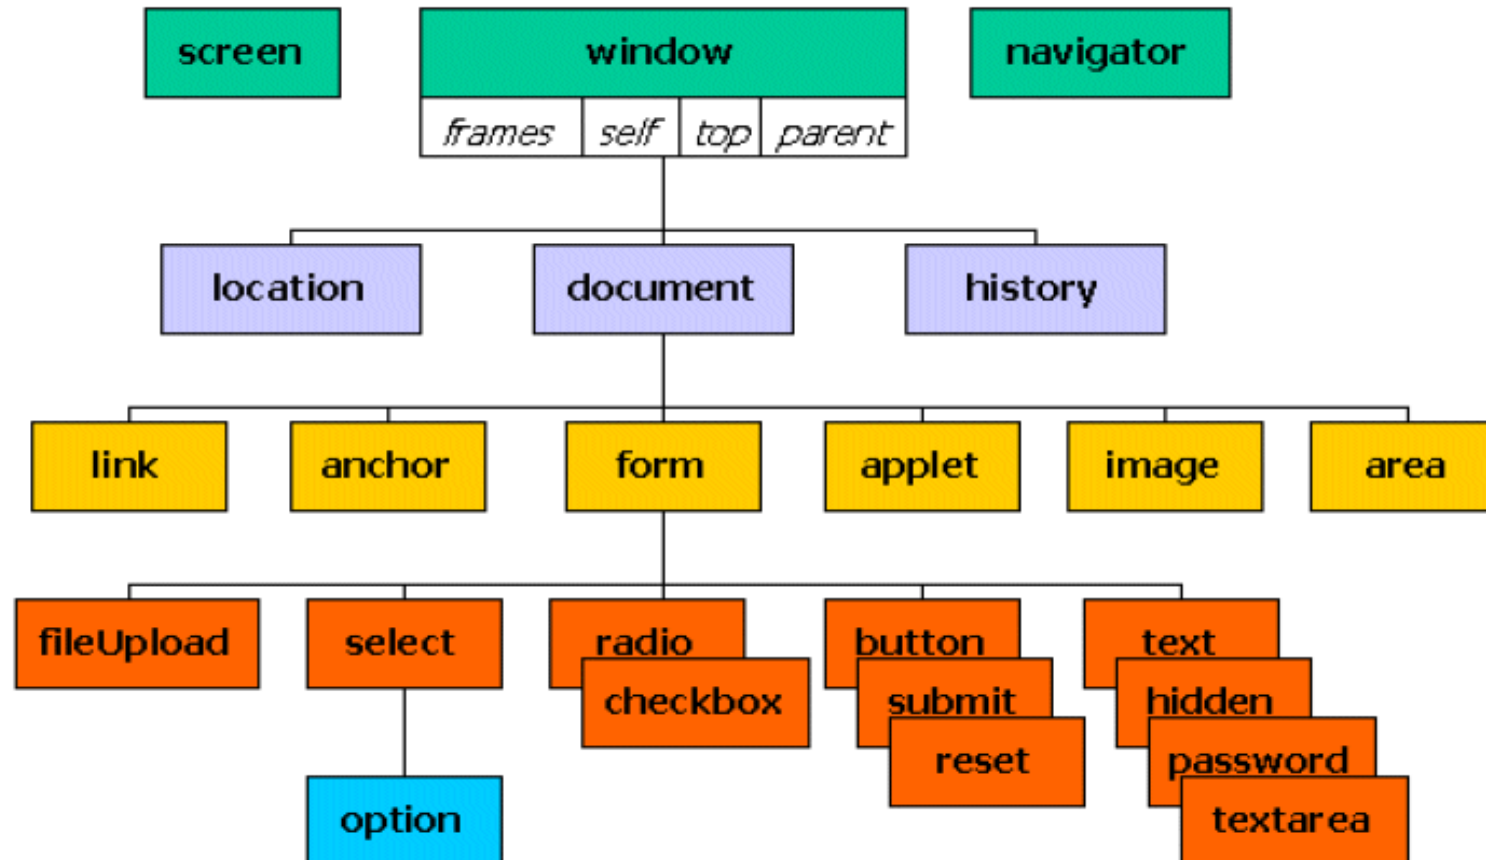 screen window navigator
frames self top parent
location document history
link anchor form applet image area
fileUpload select radio button text
checkbox submit hidden
reset password
option textarea